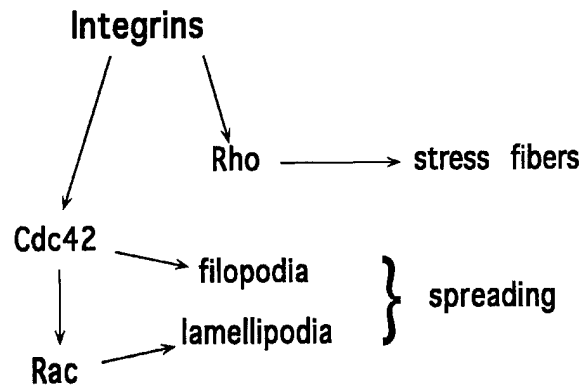 Integrins
Rho
stress fibers
Cdc42
filopodia
spreading
lamellipodia
Rac